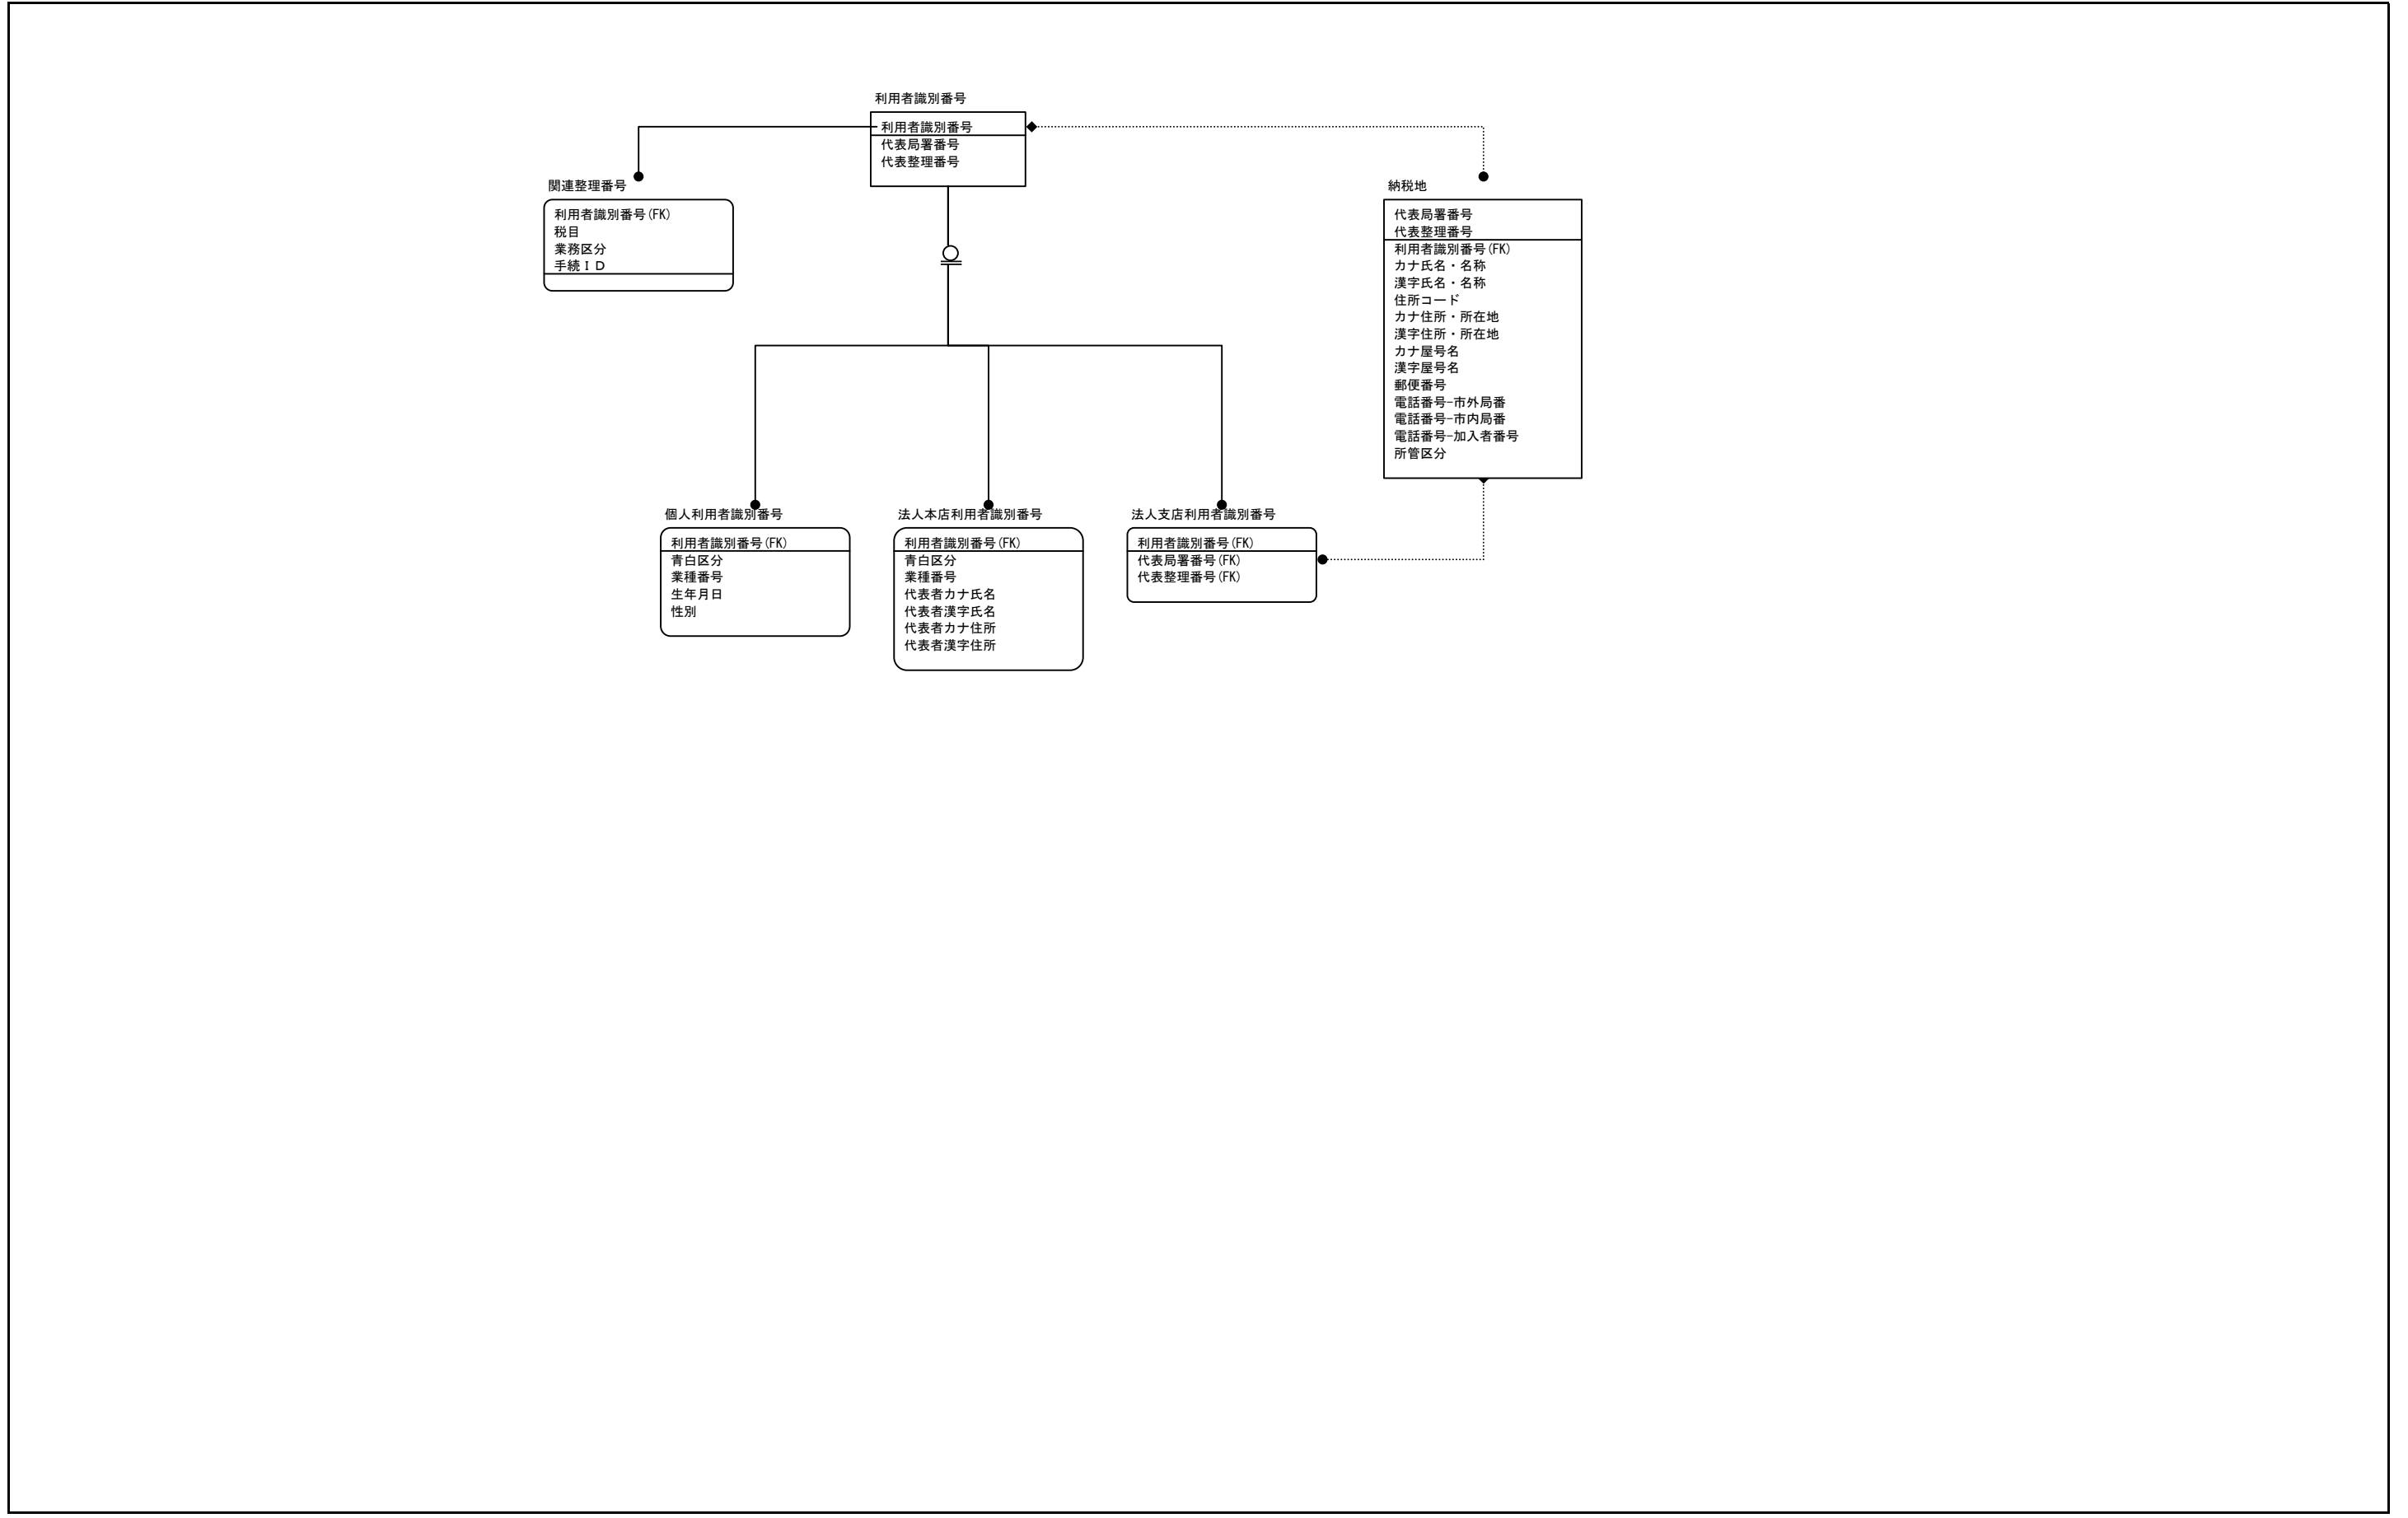 利用者識別番号
利用者識別番号
代表局署番号
代表整理番号
関連整理番号
利用者識別番号(FK)
税目
業務区分
手続ＩＤ
納税地
代表局署番号
代表整理番号
利用者識別番号(FK)
カナ氏名・名称
漢字氏名・名称
住所コード
カナ住所・所在地
漢字住所・所在地
カナ屋号名
漢字屋号名
郵便番号
電話番号-市外局番
電話番号-市内局番
電話番号-加入者番号
所管区分
個人利用者識別番号
利用者識別番号(FK)
青白区分
業種番号
生年月日
性別
法人本店利用者識別番号
利用者識別番号(FK)
青白区分
業種番号
代表者カナ氏名
代表者漢字氏名
代表者カナ住所
代表者漢字住所
法人支店利用者識別番号
利用者識別番号(FK)
代表局署番号(FK)
代表整理番号(FK)